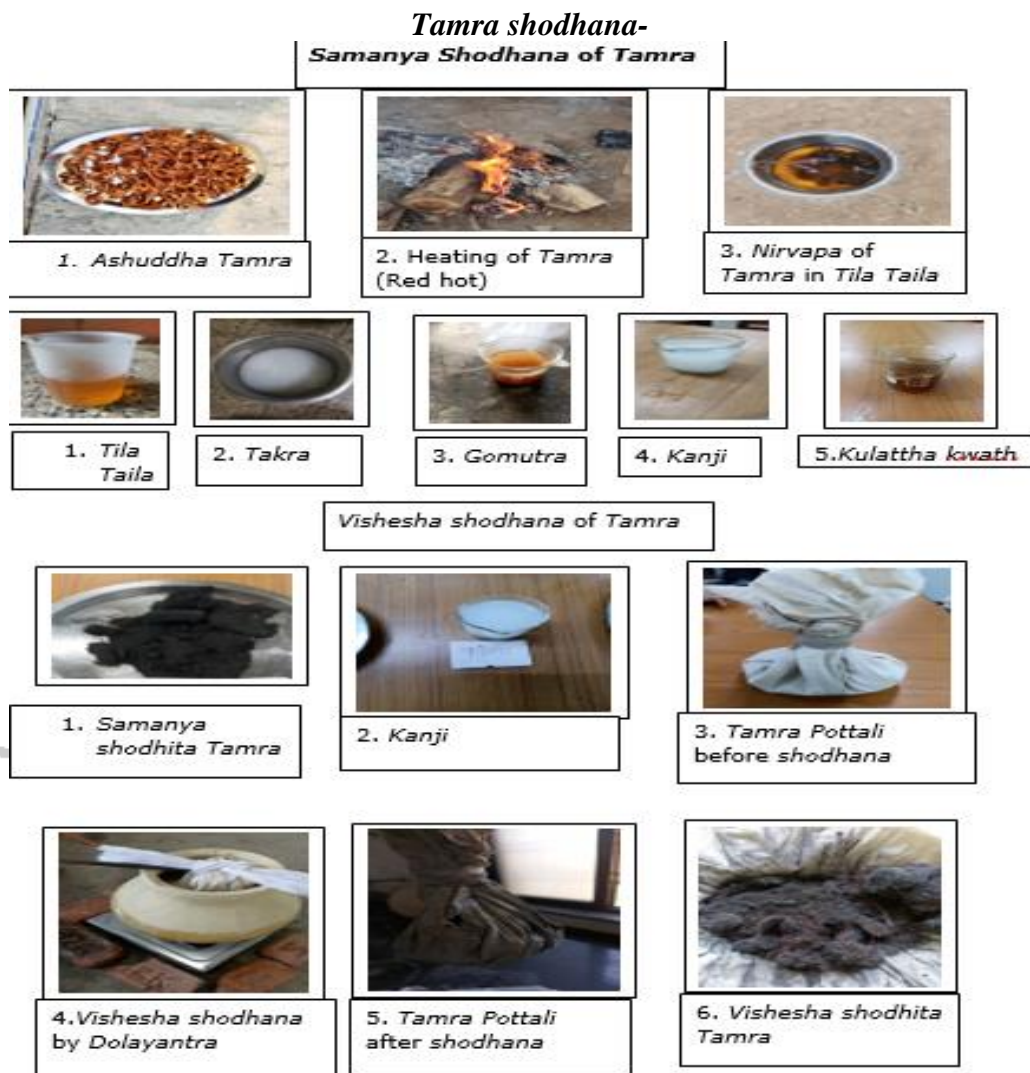 Tamra shodhana-
Samanya Shodhana of Tamra
1. Ashuddha Tamra
2. Heating of Tamra
(Red hot)
3. Nirvapa of
Tamra in Tila Taila
1. Tila
Taila
2. Takra
3. Gomutra
4. Kanji
5.Kulattha kwath
Vishesha shodhana of Tamra
1. Samanya
shodhita Tamra
2. Kanji
3. Tamra Pottali
before shodhana
4.Vishesha shodhana
by Dolayantra
5. Tamra Pottali
after shodhana
6. Vishesha shodhita
Tamra